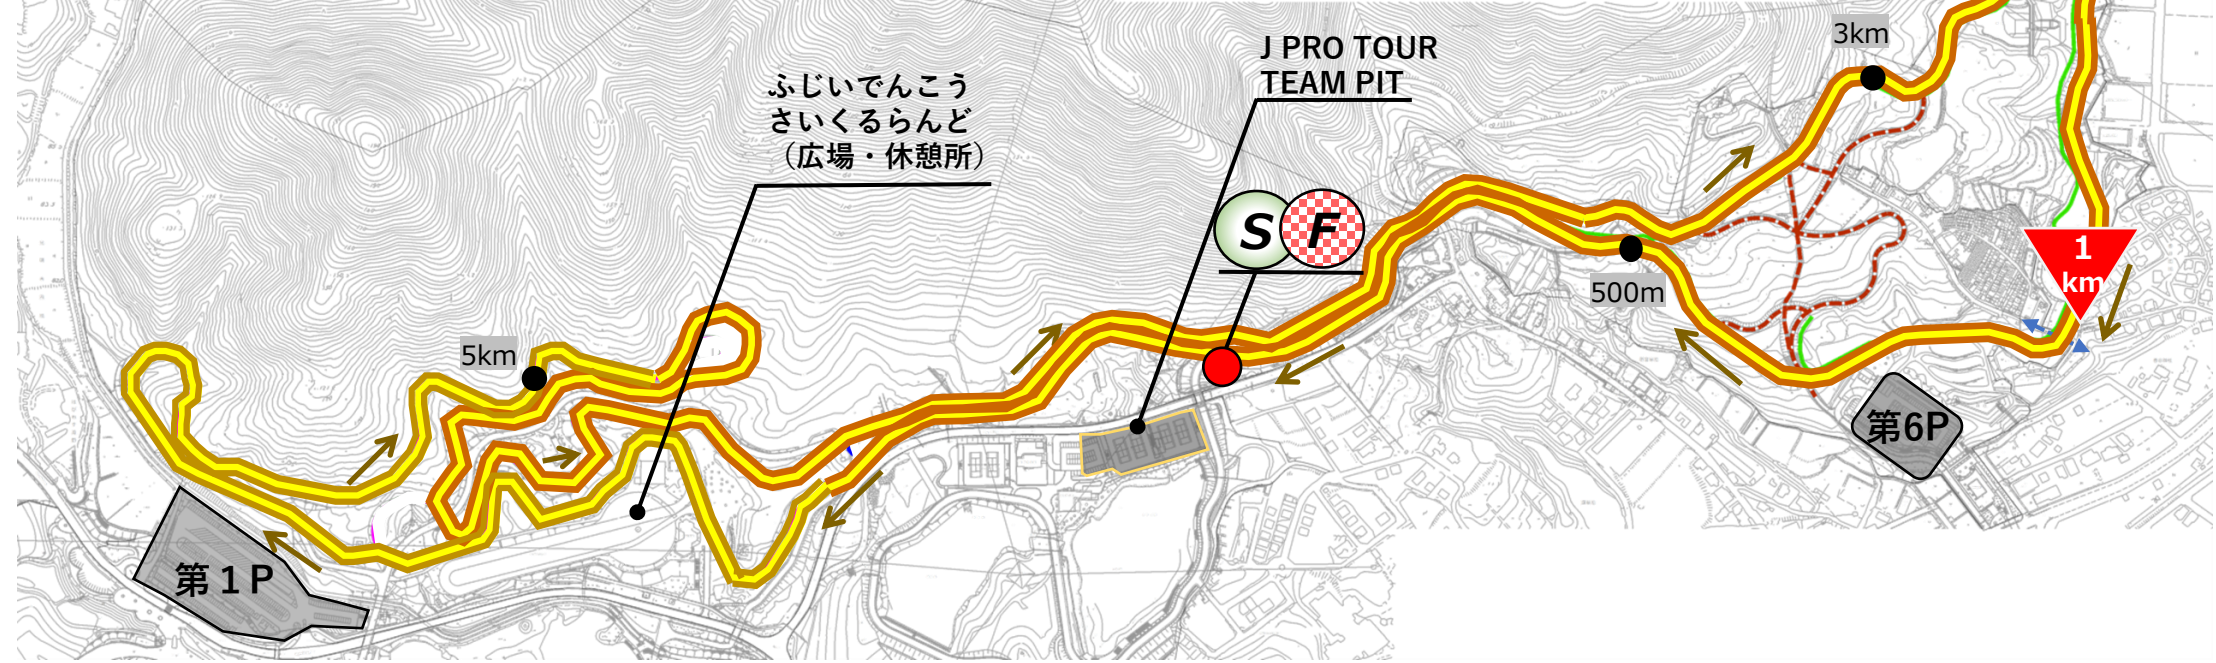 3km
J PRO TOUR
TEAM PIT
ふじいでんこう
さいくるらんど
（広場・休憩所）
S F
1
km
500m
5km
第6P
第１P